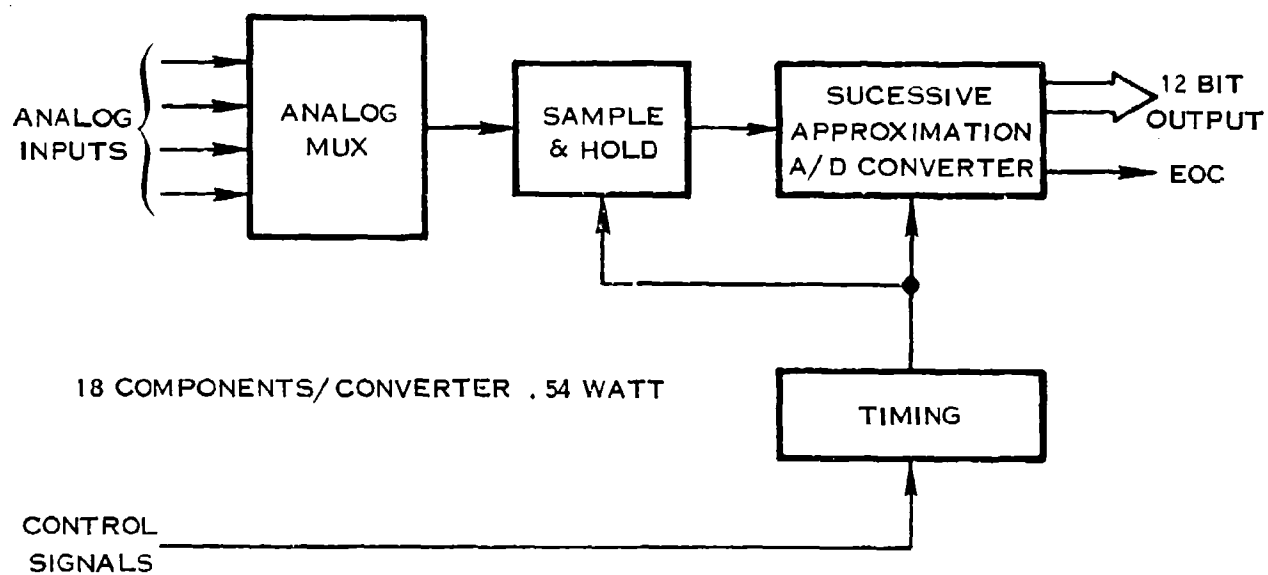 ANALOG
INPUTS
ANALOG
MUX
SAMPLE
& HOLD
SUCESSIVE
APPROXIMATION
A/D CONVERTER
12 BIT
OUTPUT
EOC
18 COMPONENTS/CONVERTER .54 WATT
TIMING
CONTROL
SIGNALS